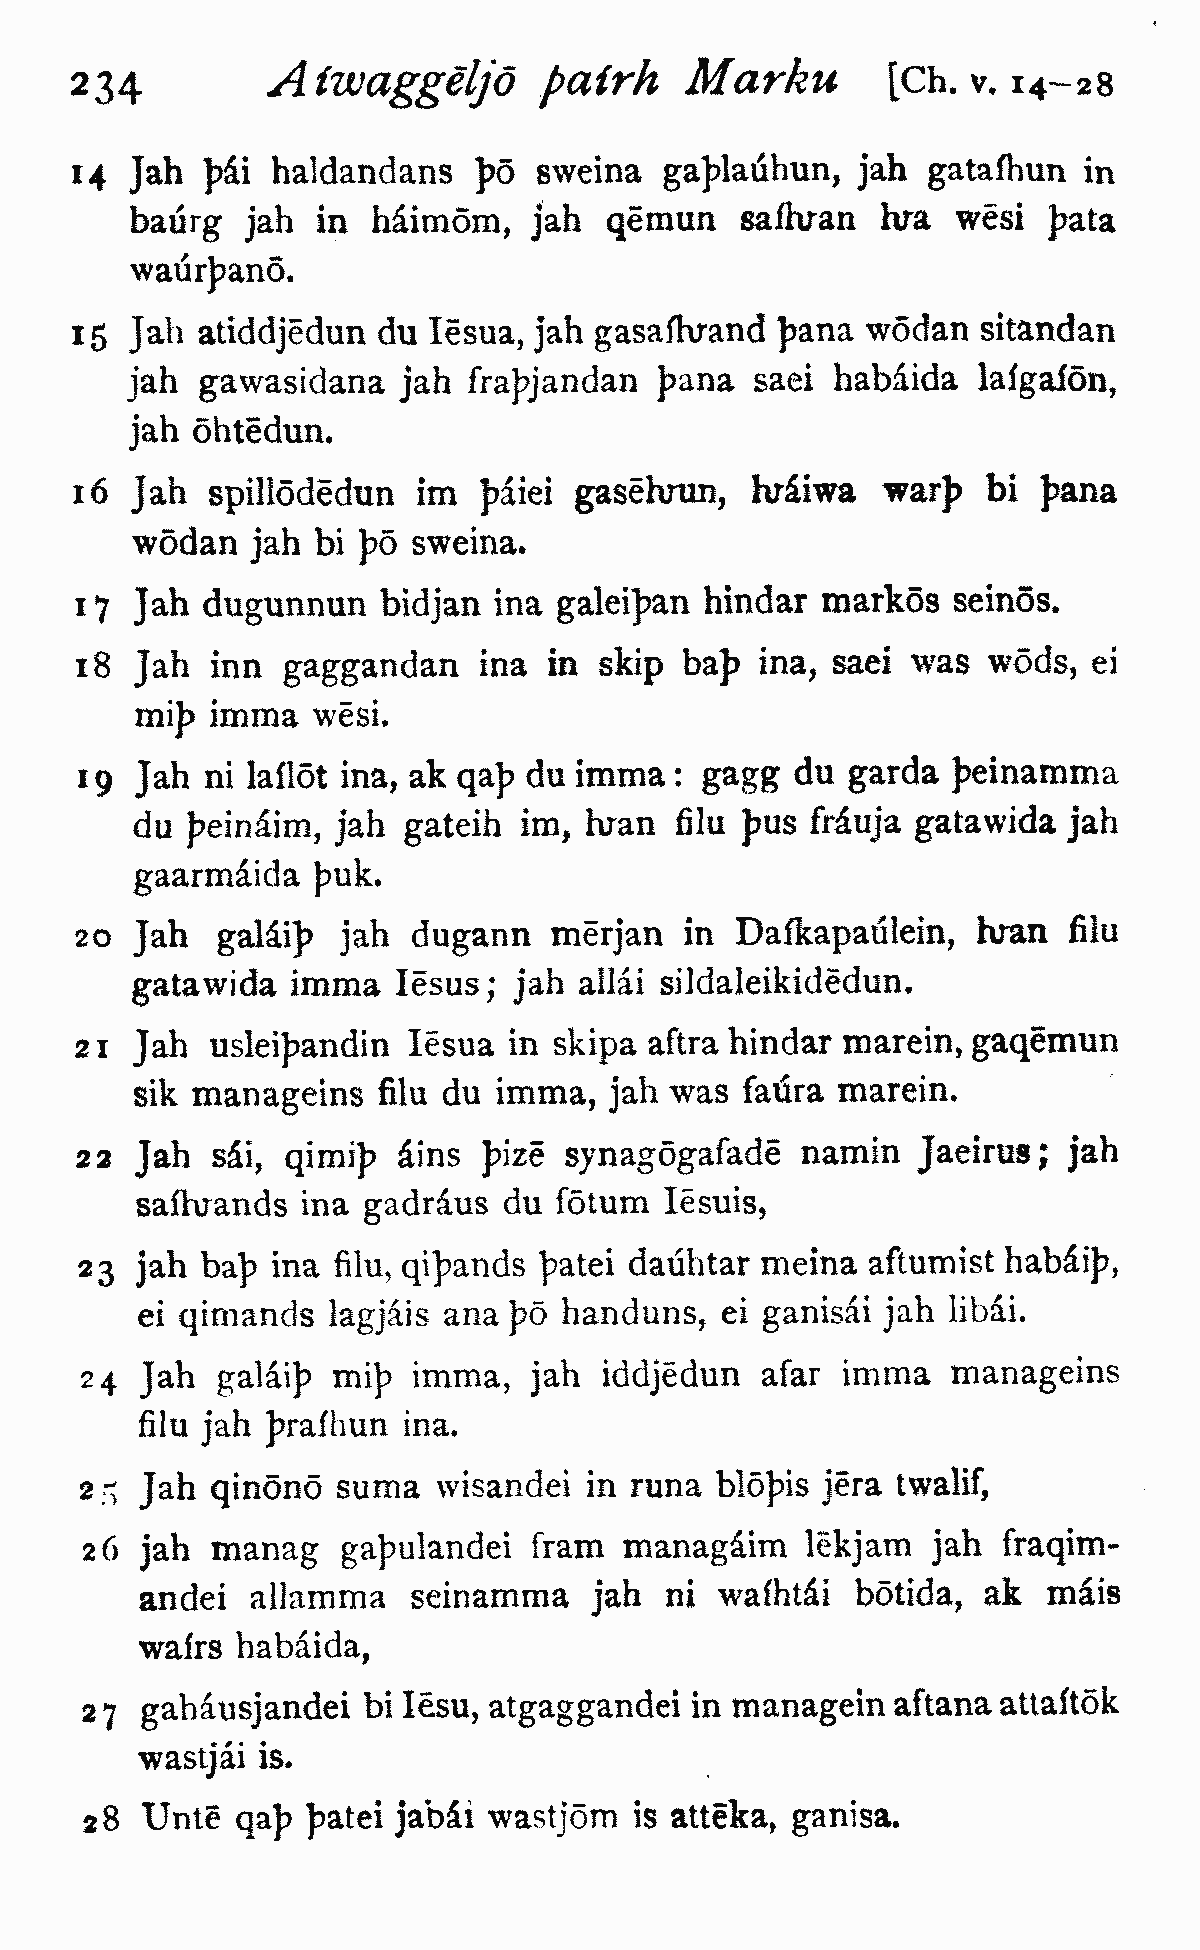 234 Aíwaggēljō þaírh Marku [Ch. v. 14–28
14 Jah þái haldandans þō sweina gaþlaúhun, jah gataíhun in
baúrg jah in háimōm, jah qēmun saíƕan ƕa wēsi þata
waúrþanō.
15 Jah atiddjēdun du Iēsua, jah gasaíƕand þana wōdan sitandan
jah gawasidana jah fraþjandan þana saei habáida laígaíōn,
jah ōhtēdun.
16 Jah spillōdēdun im þáiei gasēƕun, ƕáiwa warþ bi þana
wōdan jah bi þō sweina.
17 Jah dugunnun bidjan ina galeiþan hindar markōs seinōs.
18 Jah inn gaggandan ina in skip baþ ina, saei was wōds, ei
miþ imma wēsi.
19 Jah ni laílōt ina, ak qaþ du imma: gagg du garda þeinamma
du þeináim, jah gateih im, ƕan filu þus fráuja gatawida jah
gaarmáida þuk.
20 Jah galáiþ jah dugann mērjan in Daíkapaúlein, ƕan filu
gatawida imma Iēsus; jah allái sildaleikidēdun.
21 Jah usleiþandin Iēsua in skipa aftra hindar marein, gaqēmun
sik manageins filu du imma, jah was faúra marein.
22 Jah sái, qimiþ áins þizē synagōgafadē namin Jaeirus; jah
saíƕands ina gadráus du fōtum Iēsuis,
23 jah baþ ina filu, qiþands þatei daúhtar meina aftumist habáiþ,
ei qimands lagjáis ana þō handuns, ei ganisái jah libái.
24 Jah galáiþ miþ imma, jah iddjēdun afar imma manageins
filu jah þraíhun ina.
25 Jah qinōnō suma wisandei in runa blōþis jēra twalif,
26 jah manag gaþulandei fram managáim lēkjam jah fraqim-
andei allamma seinamma jah ni waíhtái bōtida, ak máis
waírs habáida,
27 gaháusjandei bi Iēsu, atgaggandei in managein aftana attaítōk
wastjái is.
28 Untē qaþ þatei jabái wastjōm is attēka, ganisa.